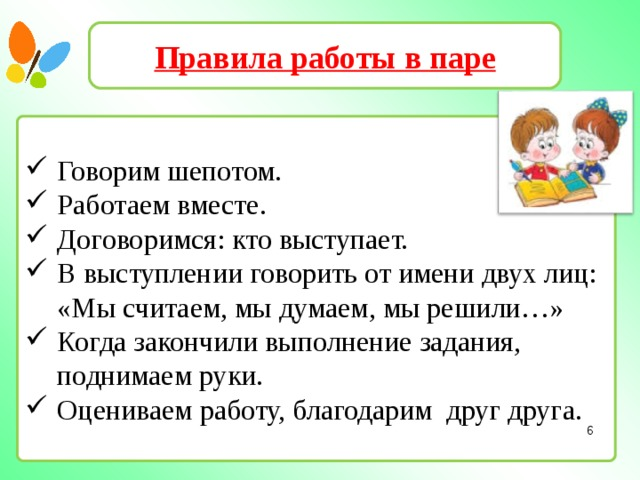 Правила работы в паре
Говорим шепотом.
Работаем вместе.
Договоримся: кто выступает.
В выступлении говорить от имени двух лиц:
«Мы считаем, мы думаем, мы решили…»
Когда закончили выполнение задания,
поднимаем руки.
Оцениваем работу, благодарим  друг друга.
6